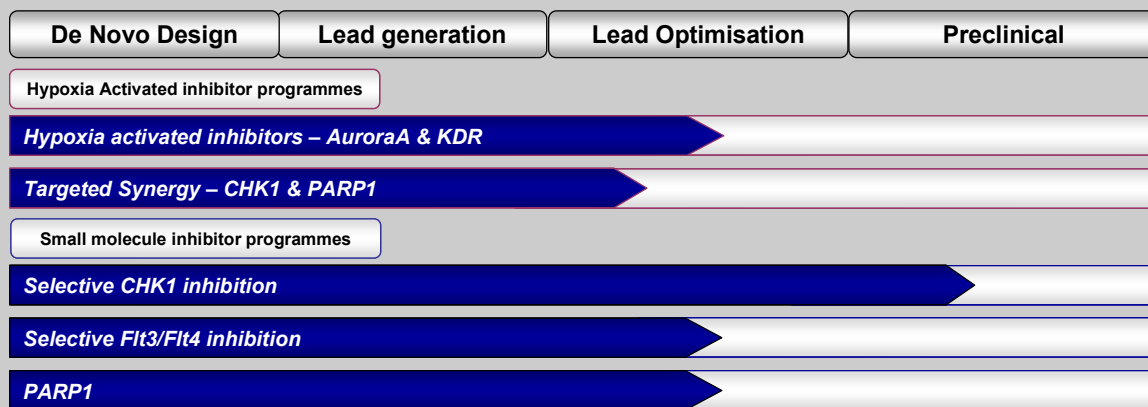 De Novo Design Lead generation Lead Optimisation Preclinical
Hypoxia Activated inhibitor programmes
Hypoxia activated inhibitors – AuroraA & KDR
Targeted Synergy – CHK1 & PARP1
Small molecule inhibitor programmes
Selective CHK1 inhibition
Selective Flt3/Flt4 inhibition
PARP1